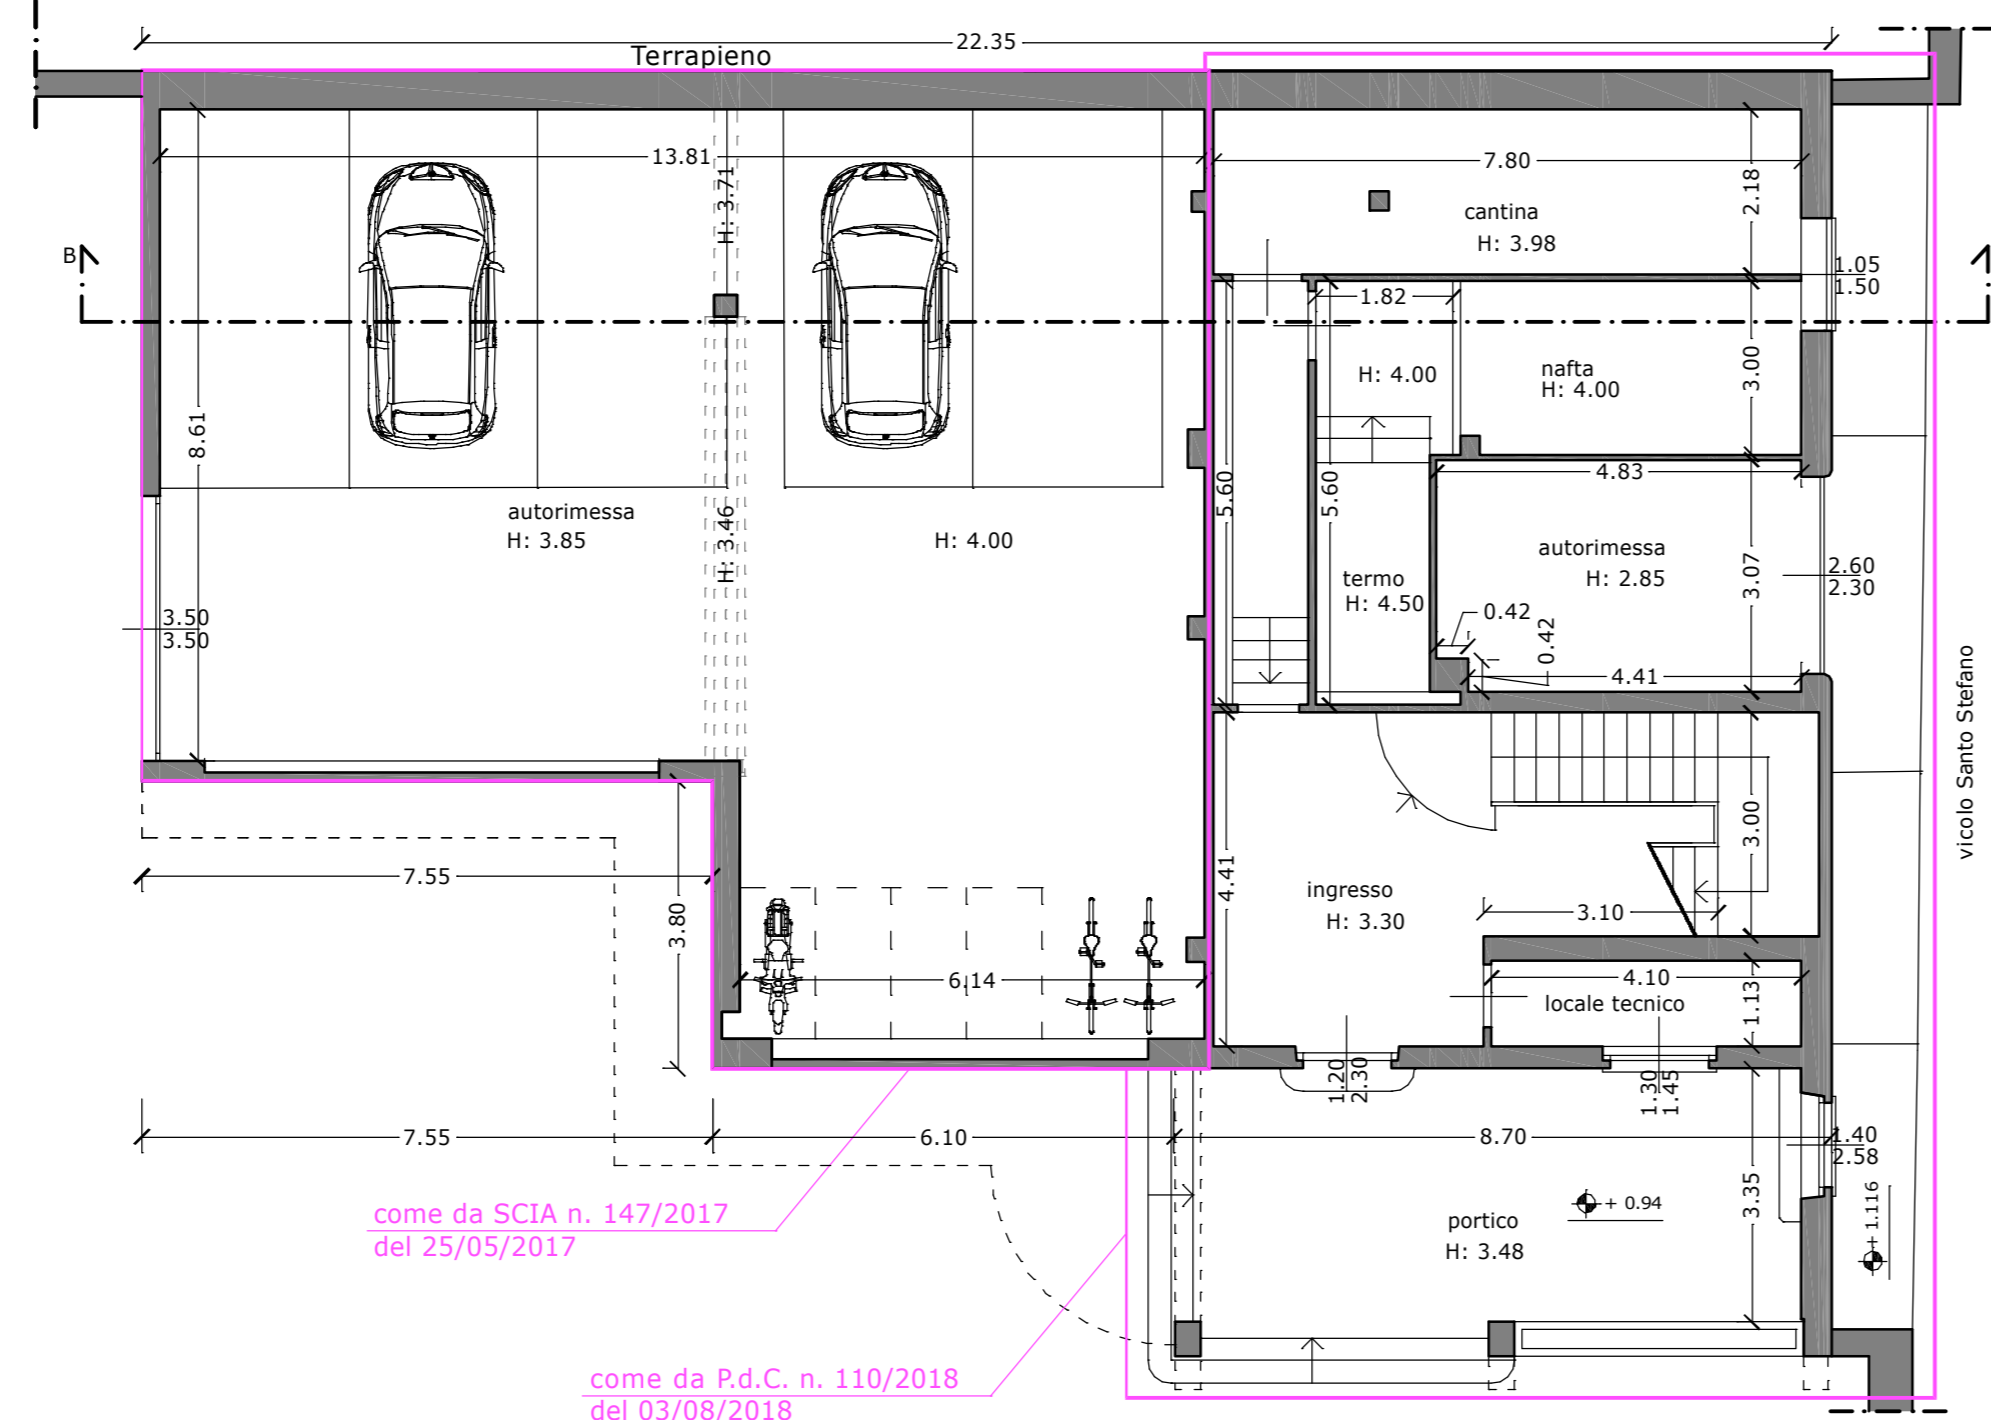 22.35
Terrapieno
13.81
7.80
H: 3.71
2.18
cantina
H: 3.98
B
1.05
1.50
1.82
H: 4.00
nafta
H: 4.00
3.00
8.61
4.83
5.60
5.60
autorimessa
H: 3.85
H: 3.46
H: 4.00
autorimessa
H: 2.85
3.07
2.60
2.30
termo
H: 4.50
0.42
0.42
3.50
3.50
4.41
vicolo Santo Stefano
3.00
4.41
7.55
ingresso
H: 3.30
3.10
3.80
6.14
4.10
locale tecnico
1.13
1.20
2.30
1.30
1.45
7.55
6.10
8.70
1.40
2.58
3.35
+ 0.94
+ 1.116
portico
H: 3.48
come da SCIA n. 147/2017
del 25/05/2017
come da P.d.C. n. 110/2018
del 03/08/2018